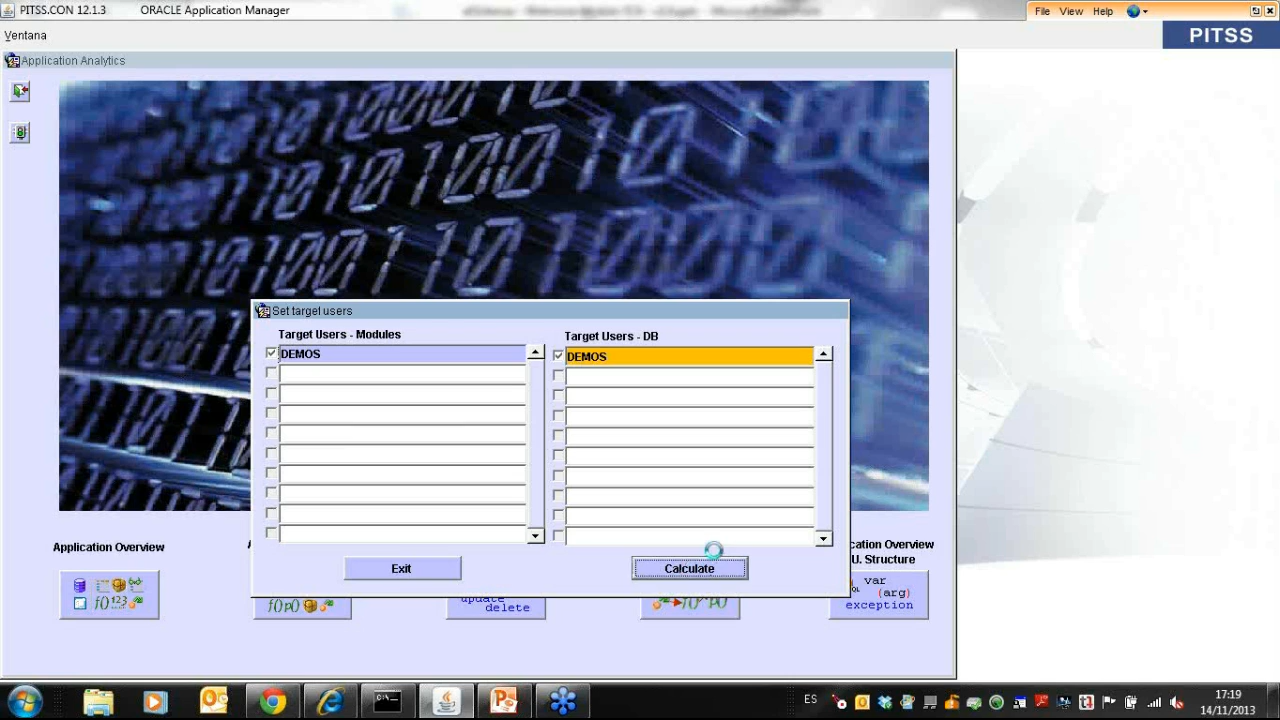 PITSS.CON 12.1.3 ORACLE Application Manager
File View Help
Ventana
PITSS
Application Analytics
Set target users
Target Users - Modules
Target Users - DB
DEMOS
DEMOS
Exit
Calculate
Application Overview
cation Overview
U. Structure
f() 123
f() p()
update
delete
var
(arg)
exception
ES
17:19
14/11/2013